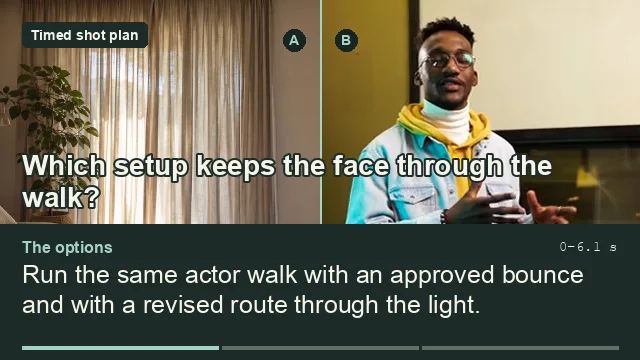 Timed shot plan
A
B
Which setup keeps the face through the
walk?
The options
0–6.1 s
Run the same actor walk with an approved bounce
and with a revised route through the light.